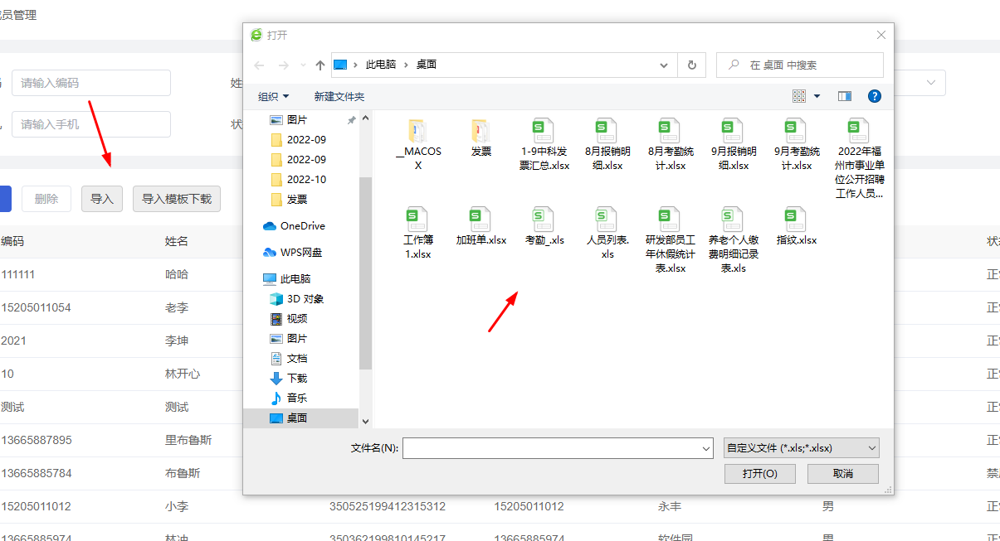 员管理
打开
此电脑 › 桌面
在 桌面 中搜索
请输入编码
姓
组织
新建文件夹
请输入手机
状
图片
2022-09
2022-09
2022-10
发票
OneDrive
WPS网盘
此电脑
3D 对象
视频
图片
文档
下载
音乐
桌面
__MACOS
X
发票
1-9中科发
票汇总.xlsx
8月报销明
细.xlsx
8月考勤统
计.xlsx
9月报销明
细.xlsx
9月考勤统
计.xlsx
2022年福
州市事业单
位公开招聘
工作人员...
工作簿
1.xlsx
加班单.xlsx
考勤_.xls
人员列表.
xls
研发部员工
年休假统计
表.xlsx
养老个人缴
费明细记录
表.xls
指纹.xlsx
文件名(N):
自定义文件 (*.xls;*.xlsx)
打开(O)
取消
删除
导入
导入模板下载
编码 姓名 状
111111 哈哈 正
15205011054 老李 正
2021 李坤 正
10 林开心 正
测试 测试 正
13665887895 里布鲁斯 正
13665885784 布鲁斯 禁
15205011012 小李 350525199412315312 15205011012 永丰 男 正
13665885974 林冲 350362199810145217 13665885974 软件园 男 正